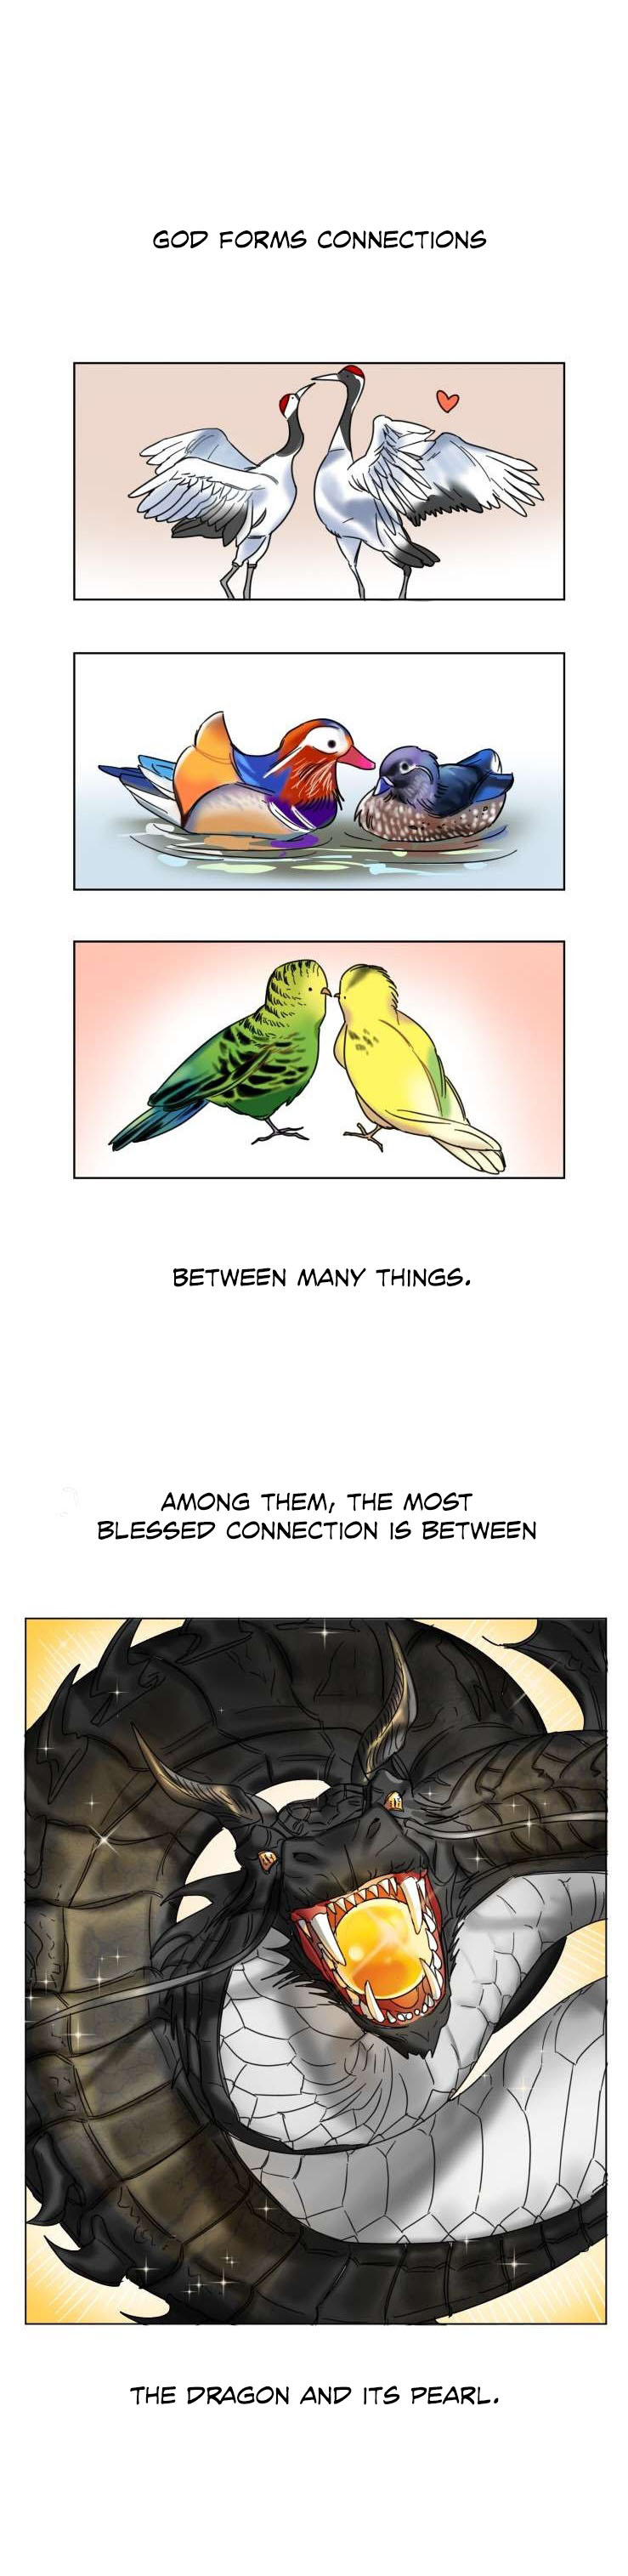 GOD FORMS CONNECTIONS
BETWEEN MANY THINGS.
AMONG THEM, THE MOST
BLESSED CONNECTION IS BETWEEN
THE DRAGON AND ITS PEARL.